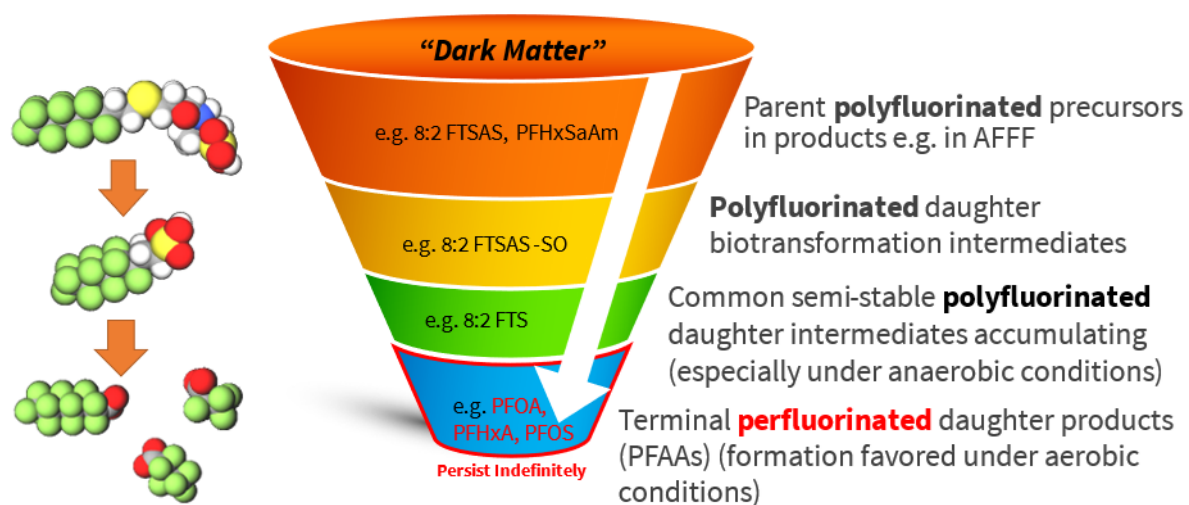 “Dark Matter”
e.g. 8:2 FTSAS, PFHxSaAm
Parent polyfluorinated precursors
in products e.g. in AFFF
e.g. 8:2 FTSAS-SO
Polyfluorinated daughter
biotransformation intermediates
e.g. 8:2 FTS
Common semi-stable polyfluorinated
daughter intermediates accumulating
(especially under anaerobic conditions)
e.g. PFOA,
PFHxA, PFOS
Persist Indefinitely
Terminal perfluorinated daughter products
(PFAAs) (formation favored under aerobic
conditions)